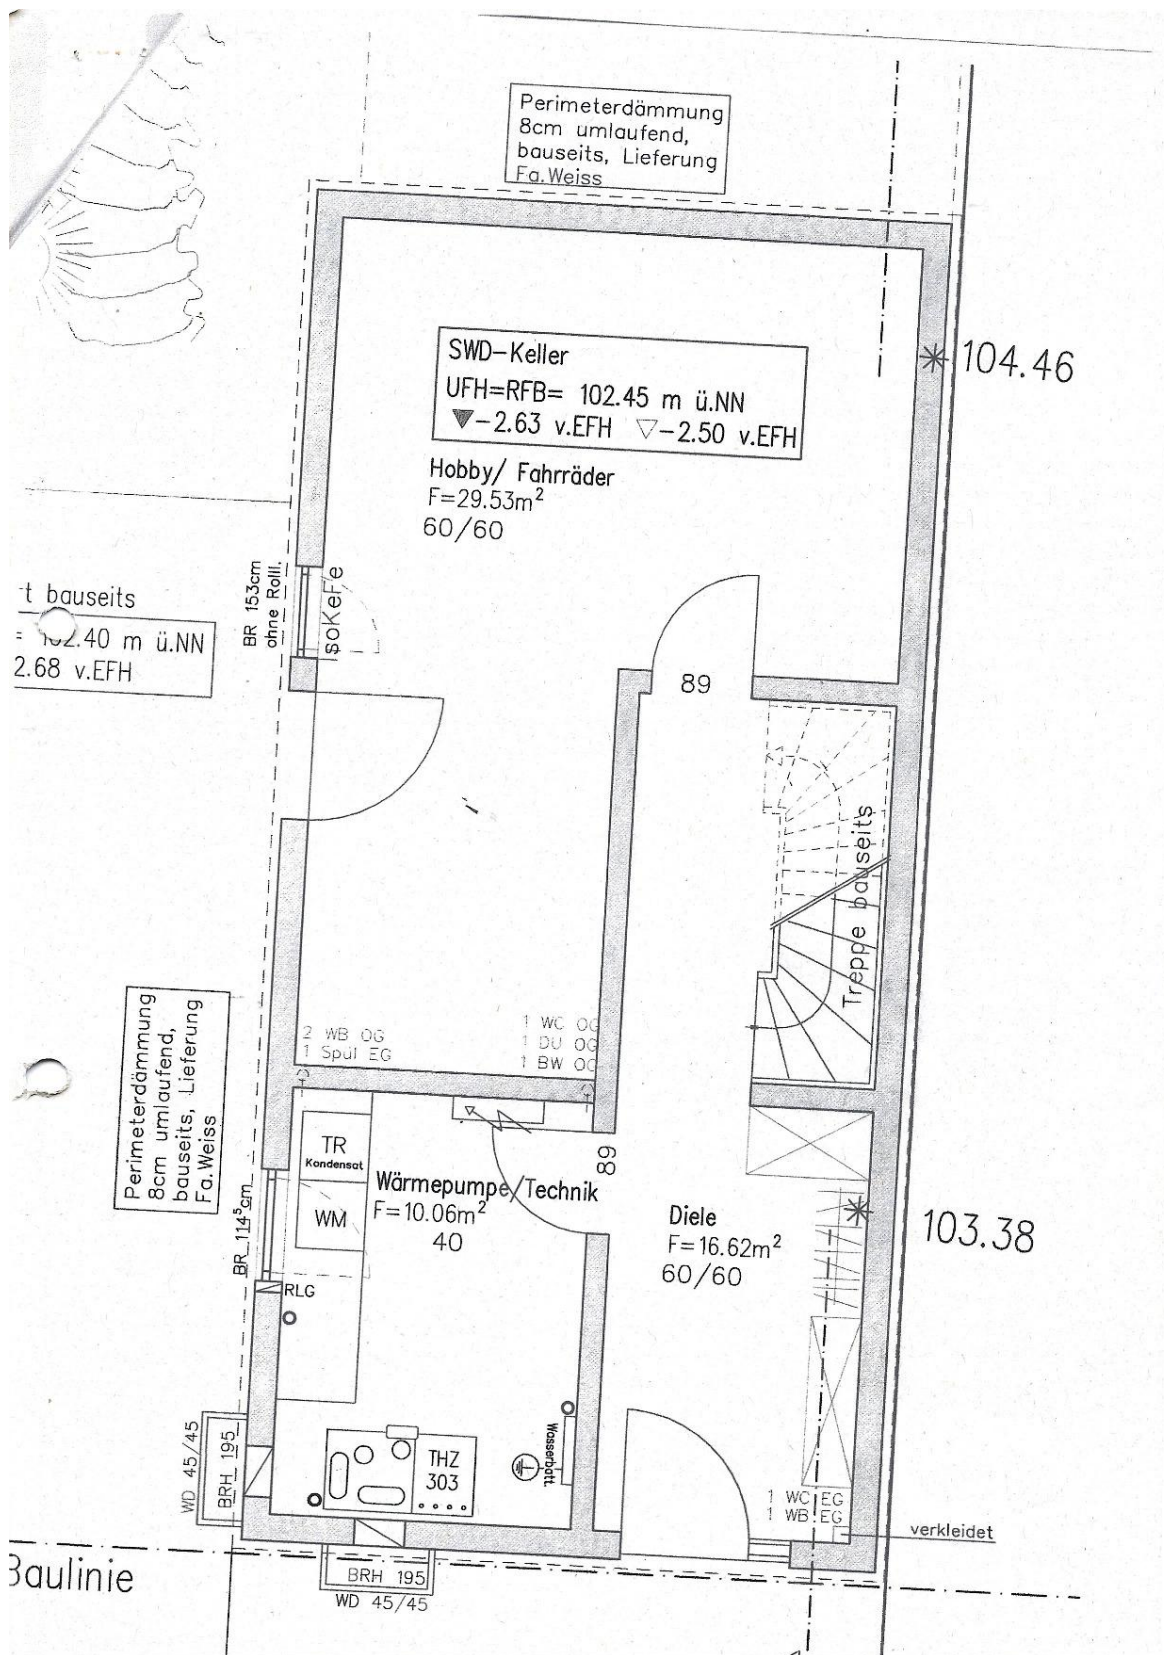 Perimeterdämmung
8cm umlaufend,
bauseits, Lieferung
Fa.Weiss
SWD-Keller
UFH=RFB= 102.45 m ü.NN
▼-2.63 v.EFH ▽-2.50 v.EFH
104.46
Hobby/ Fahrräder
F=29.53m²
60/60
BR 153cm
ohne Rolll.
IsoKeFe
t bauseits
= 102.40 m ü.NN
2.68 v.EFH
89
Treppe bauseits
Perimeterdämmung
8cm umlaufend,
bauseits, Lieferung
Fa.Weiss
2 WB OG
1 Spül EG
1 WC OG
1 DU OG
1 BW OG
TR
Kondensat
WM
Wärmepumpe/Technik
F=10.06m²
40
89
BR 114⁵cm
RLG
Diele
F=16.62m²
60/60
103.38
WD 45/45
BRH 195
THZ
303
Wasserbatt.
1 WC EG
1 WB EG
verkleidet
BRH 195
WD 45/45
Baulinie